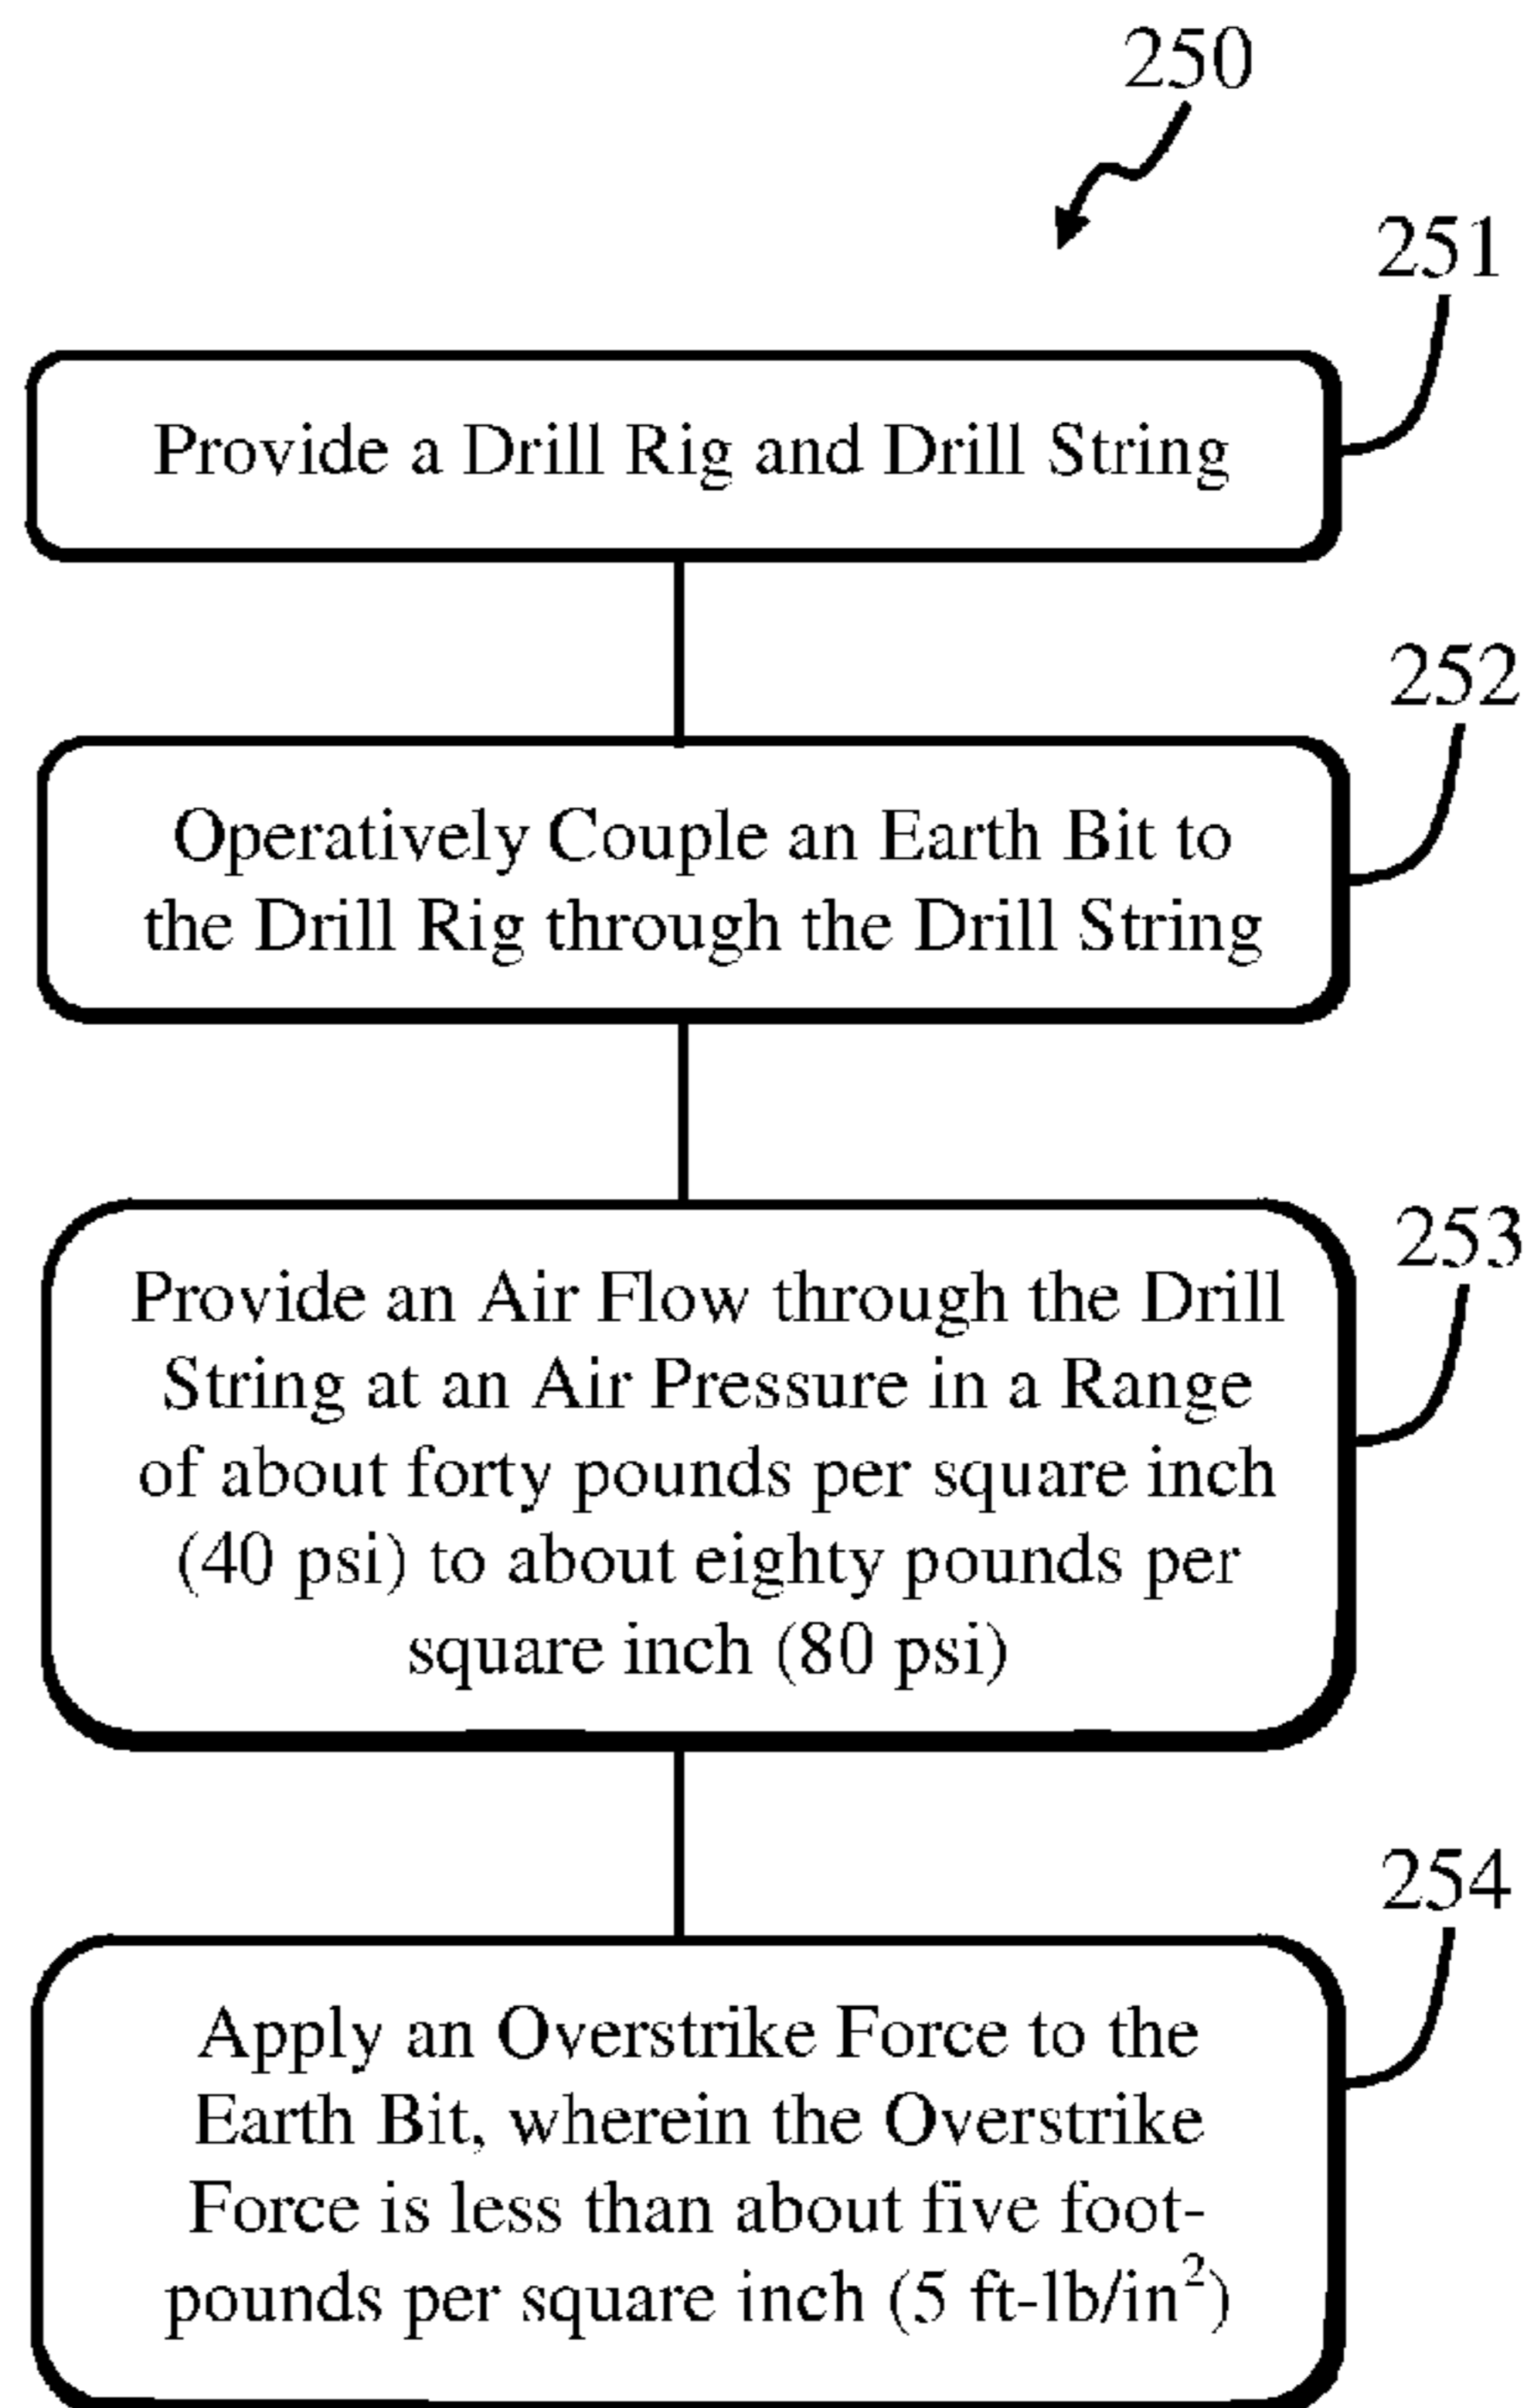 250
251
Provide a Drill Rig and Drill String
252
Operatively Couple an Earth Bit to
the Drill Rig through the Drill String
253
Provide an Air Flow through the Drill
String at an Air Pressure in a Range
of about forty pounds per square inch
(40 psi) to about eighty pounds per
square inch (80 psi)
254
Apply an Overstrike Force to the
Earth Bit, wherein the Overstrike
Force is less than about five foot-
pounds per square inch (5 ft-lb/in²)